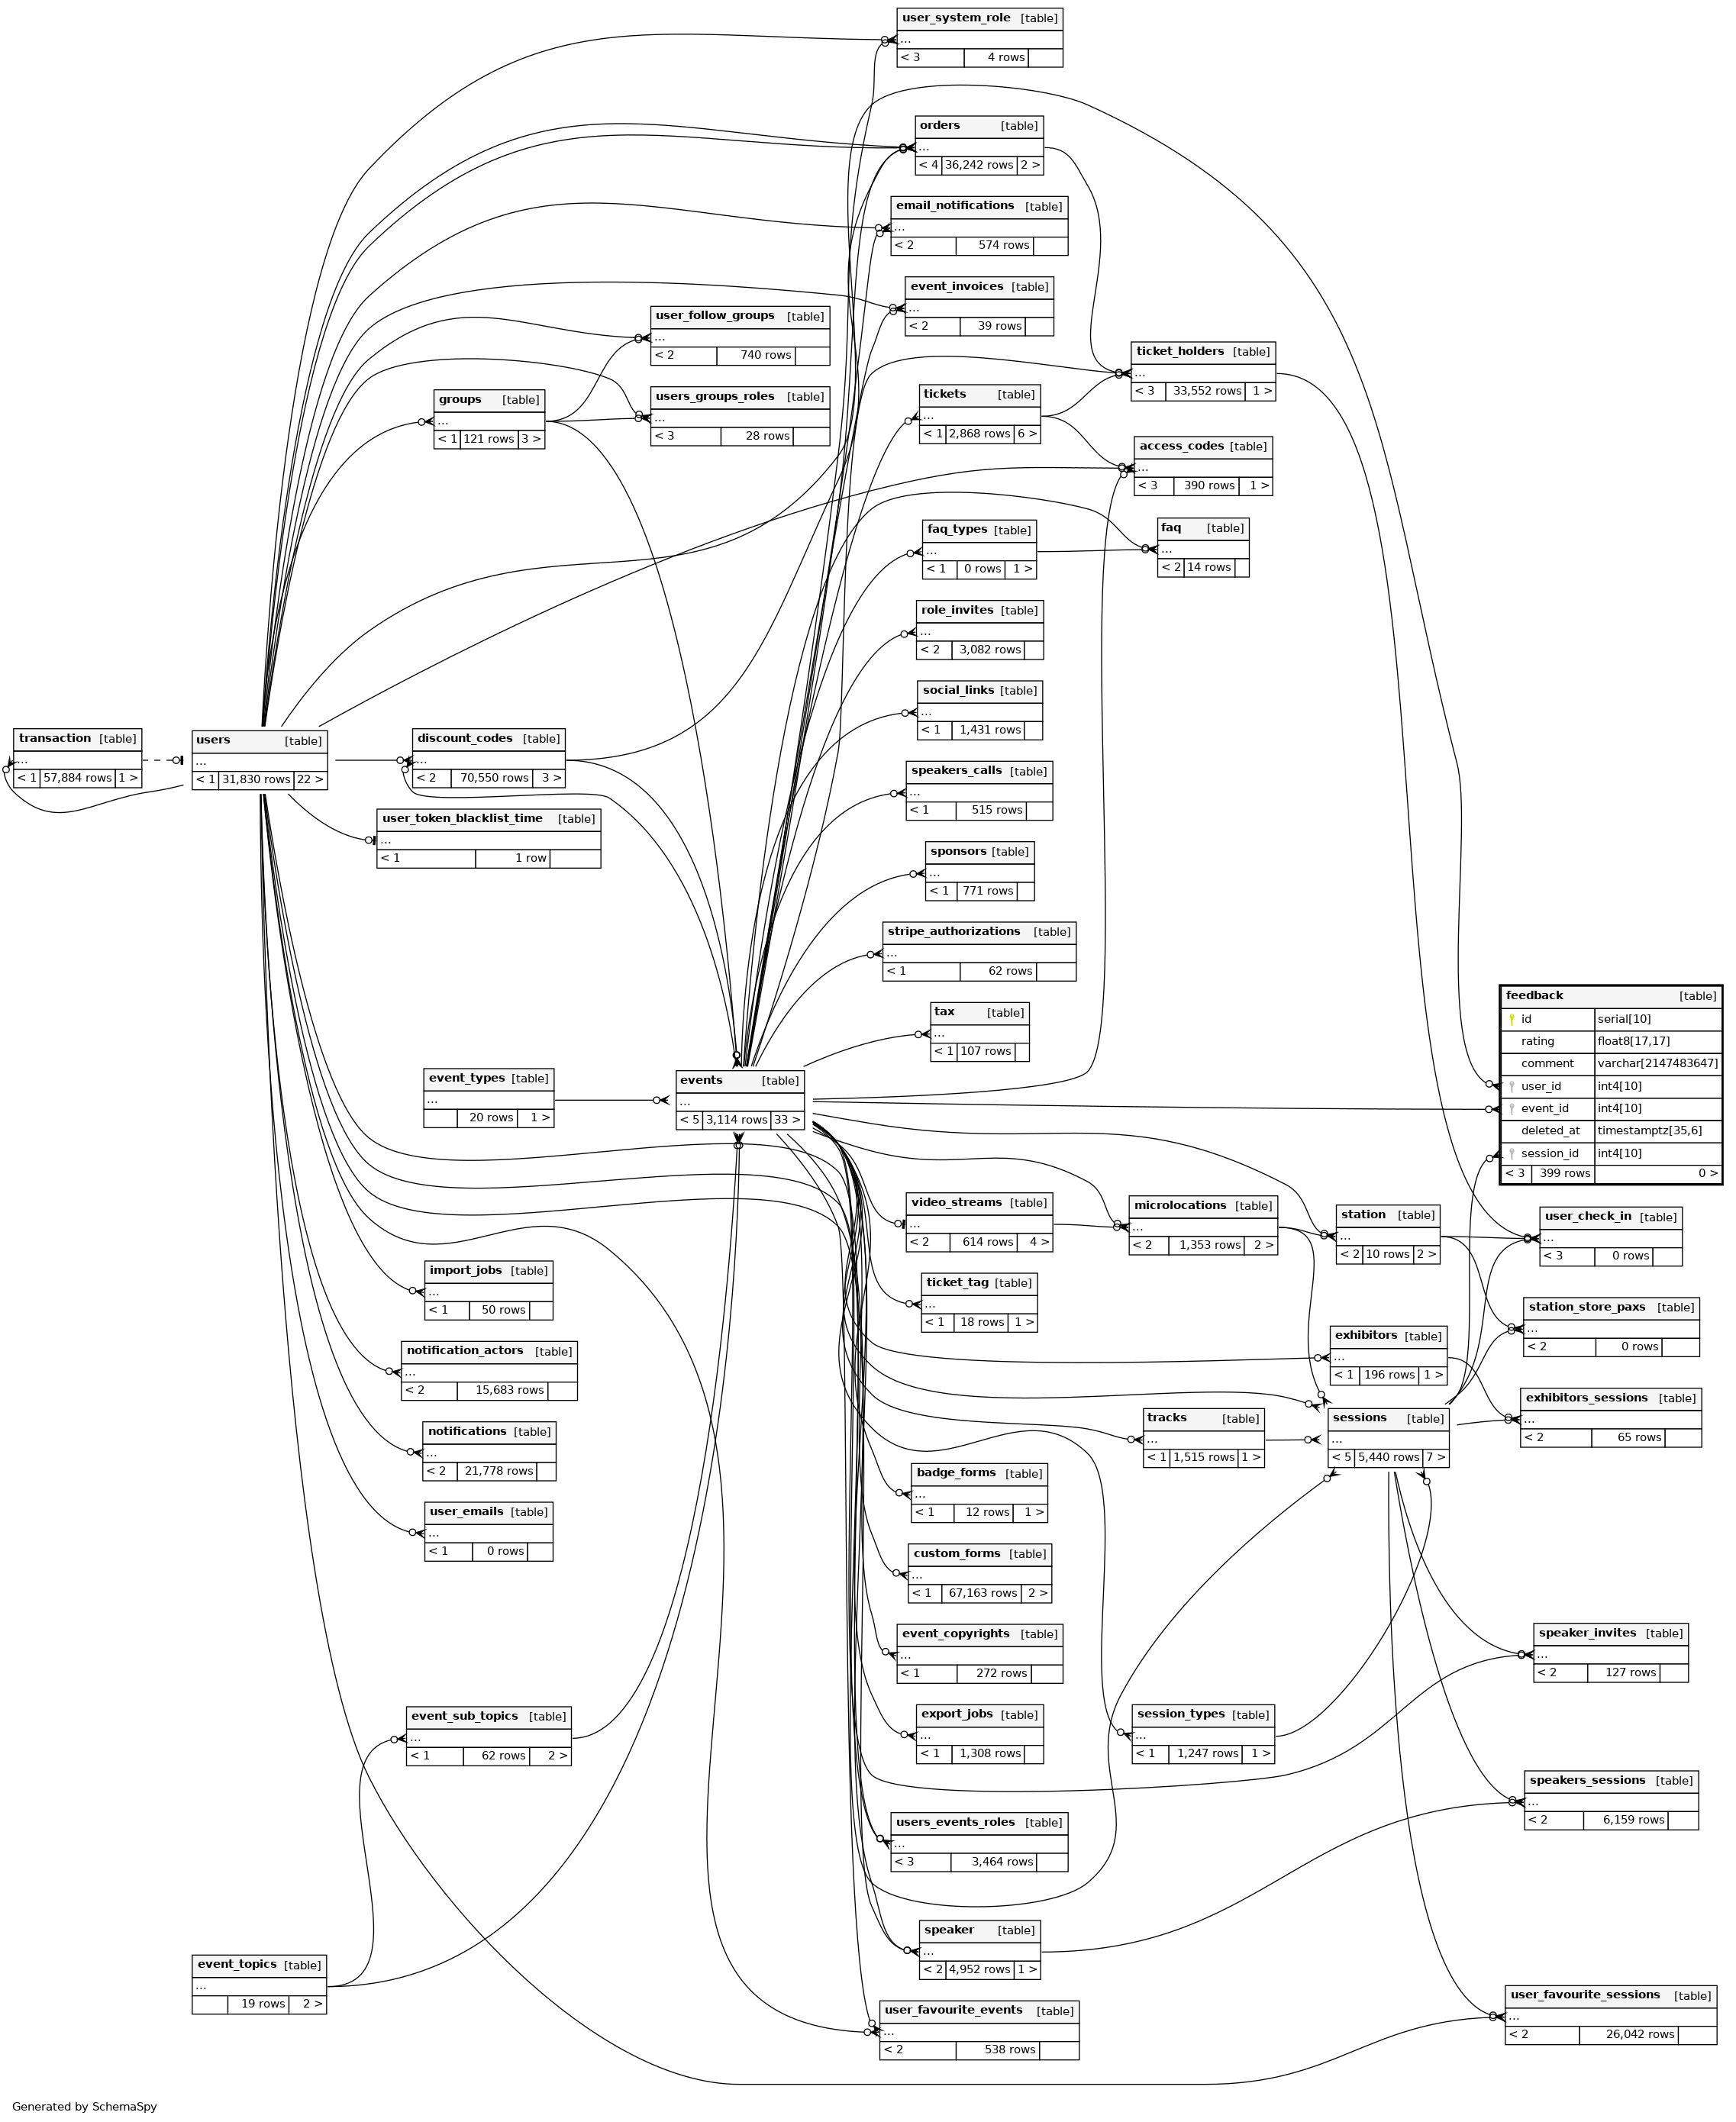 user_system_role [table]
...
< 3 4 rows
orders [table]
...
< 4 36,242 rows 2 >
email_notifications [table]
...
< 2 574 rows
event_invoices [table]
...
< 2 39 rows
user_follow_groups [table]
...
< 2 740 rows
ticket_holders [table]
...
< 3 33,552 rows 1 >
groups [table]
...
< 1 121 rows 3 >
users_groups_roles [table]
...
< 3 28 rows
tickets [table]
...
< 1 2,868 rows 6 >
access_codes [table]
...
< 3 390 rows 1 >
faq_types [table]
...
< 1 0 rows 1 >
faq [table]
...
< 2 14 rows
role_invites [table]
...
< 2 3,082 rows
social_links [table]
...
< 1 1,431 rows
transaction [table]
...
< 1 57,884 rows 1 >
users [table]
...
< 1 31,830 rows 22 >
discount_codes [table]
...
< 2 70,550 rows 3 >
speakers_calls [table]
...
< 1 515 rows
user_token_blacklist_time [table]
...
< 1 1 row
sponsors [table]
...
< 1 771 rows
stripe_authorizations [table]
...
< 1 62 rows
tax [table]
...
< 1 107 rows
feedback [table]
id serial[10]
rating float8[17,17]
comment varchar[2147483647]
user_id int4[10]
event_id int4[10]
deleted_at timestamptz[35,6]
session_id int4[10]
< 3 399 rows 0 >
event_types [table]
...
20 rows 1 >
events [table]
...
< 5 3,114 rows 33 >
video_streams [table]
...
< 2 614 rows 4 >
microlocations [table]
...
< 2 1,353 rows 2 >
station [table]
...
< 2 10 rows 2 >
user_check_in [table]
...
< 3 0 rows
import_jobs [table]
...
< 1 50 rows
ticket_tag [table]
...
< 1 18 rows 1 >
station_store_paxs [table]
...
< 2 0 rows
exhibitors [table]
...
< 1 196 rows 1 >
notification_actors [table]
...
< 2 15,683 rows
exhibitors_sessions [table]
...
< 2 65 rows
tracks [table]
...
< 1 1,515 rows 1 >
sessions [table]
...
< 5 5,440 rows 7 >
notifications [table]
...
< 2 21,778 rows
badge_forms [table]
...
< 1 12 rows 1 >
user_emails [table]
...
< 1 0 rows
custom_forms [table]
...
< 1 67,163 rows 2 >
event_copyrights [table]
...
< 1 272 rows
speaker_invites [table]
...
< 2 127 rows
event_sub_topics [table]
...
< 1 62 rows 2 >
export_jobs [table]
...
< 1 1,308 rows
session_types [table]
...
< 1 1,247 rows 1 >
speakers_sessions [table]
...
< 2 6,159 rows
users_events_roles [table]
...
< 3 3,464 rows
speaker [table]
...
< 2 4,952 rows 1 >
event_topics [table]
...
19 rows 2 >
user_favourite_events [table]
...
< 2 538 rows
user_favourite_sessions [table]
...
< 2 26,042 rows
Generated by SchemaSpy